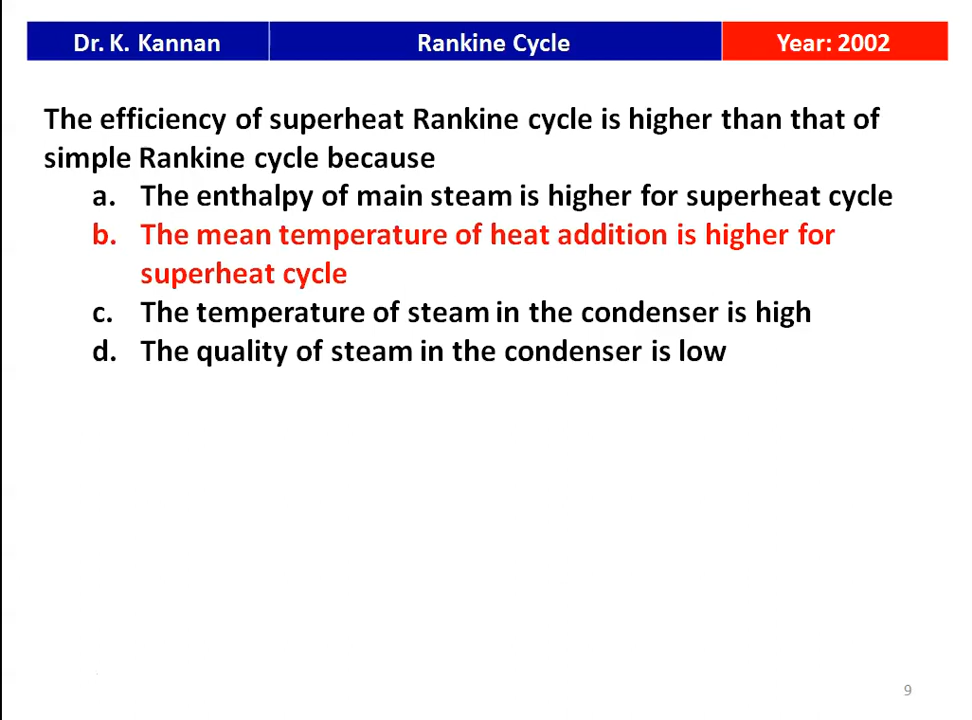 Dr. K. Kannan Rankine Cycle Year: 2002
The efficiency of superheat Rankine cycle is higher than that of
simple Rankine cycle because
a. The enthalpy of main steam is higher for superheat cycle
b. The mean temperature of heat addition is higher for
superheat cycle
c. The temperature of steam in the condenser is high
d. The quality of steam in the condenser is low
9